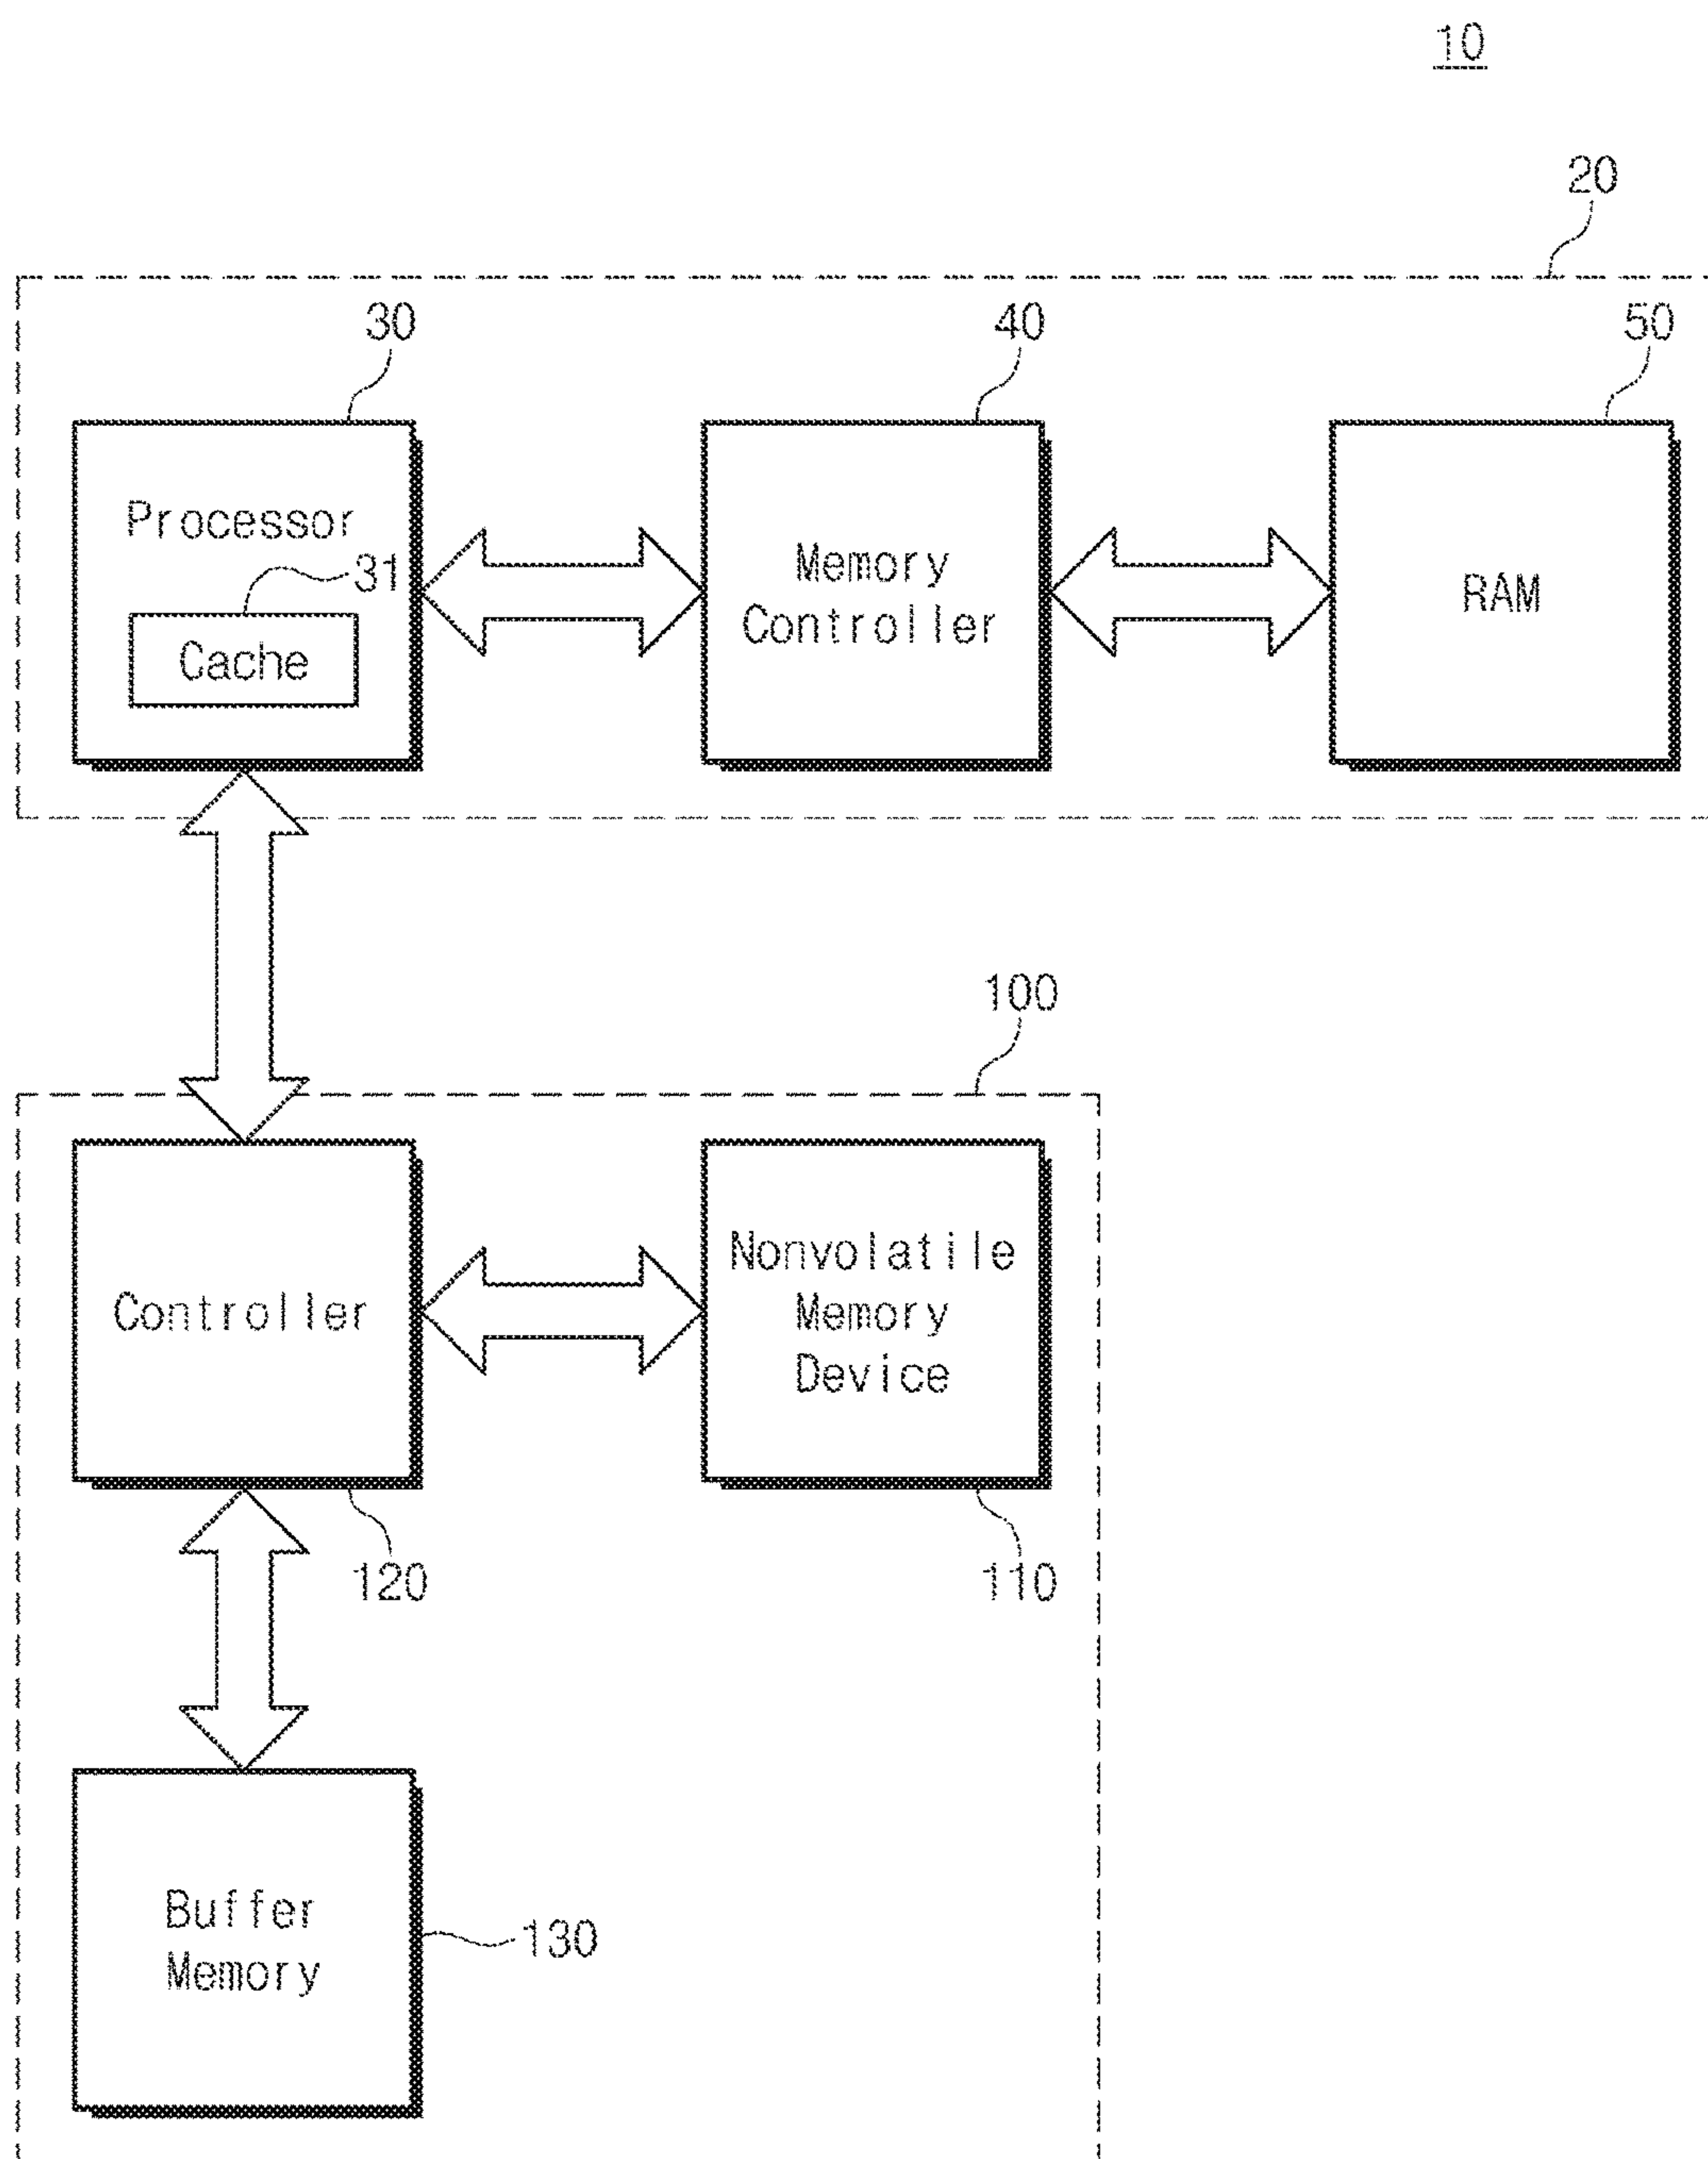 10
20
30
40
50
Processor
31
Cache
Memory
Controller
RAM
100
Controller
Nonvolatile
Memory
Device
120
110
Buffer
Memory
130